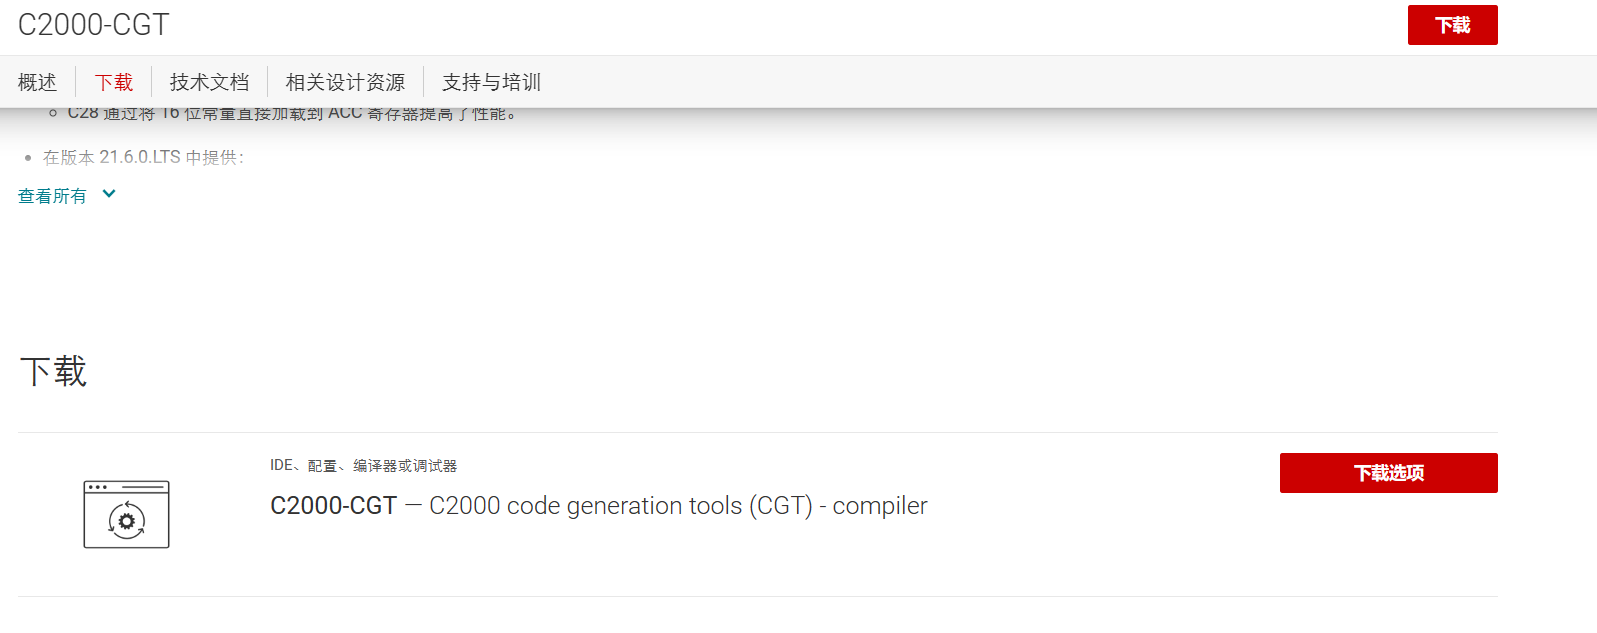 C2000-CGT
下载
概述
下载
技术文档
相关设计资源
支持与培训
C28 通过将 16 位常量直接加载到 ACC 寄存器提高了性能。
在版本 21.6.0.LTS 中提供：
查看所有
下载
IDE、配置、编译器或调试器
下载选项
C2000-CGT — C2000 code generation tools (CGT) - compiler